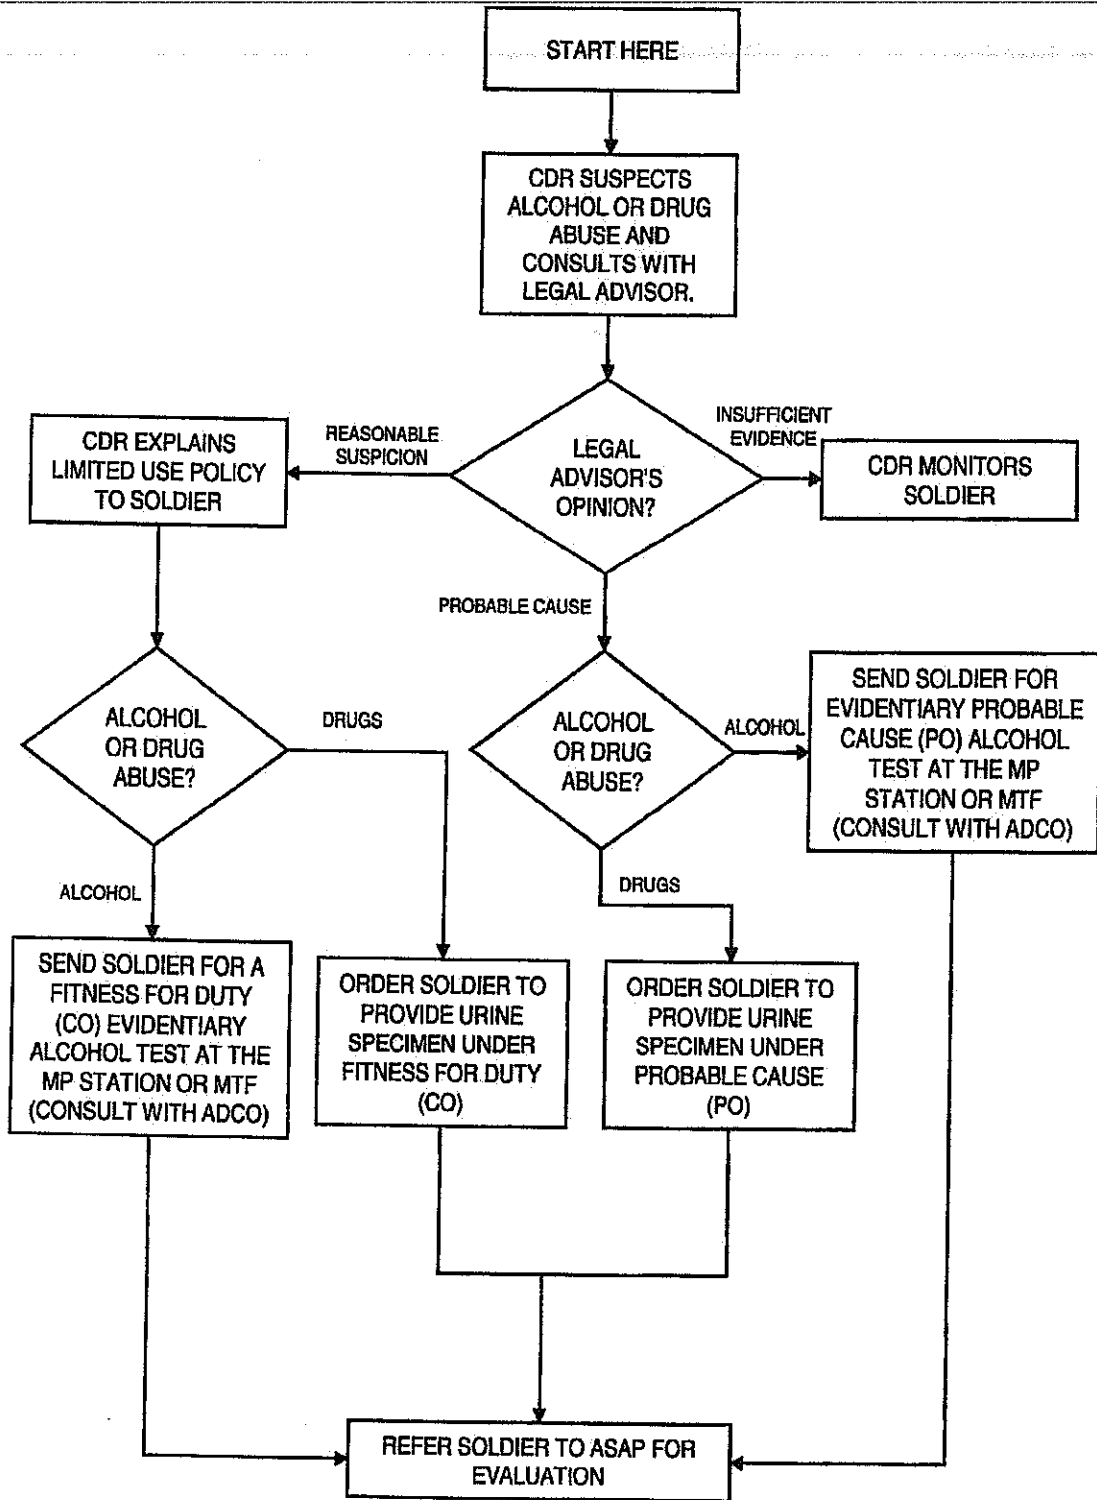 START HERE
CDR SUSPECTS
ALCOHOL OR DRUG
ABUSE AND
CONSULTS WITH
LEGAL ADVISOR.
LEGAL
ADVISOR'S
OPINION?
REASONABLE
SUSPICION
INSUFFICIENT
EVIDENCE
CDR EXPLAINS
LIMITED USE POLICY
TO SOLDIER
CDR MONITORS
SOLDIER
PROBABLE CAUSE
ALCOHOL
OR DRUG
ABUSE?
DRUGS
ALCOHOL
OR DRUG
ABUSE?
ALCOHOL
SEND SOLDIER FOR
EVIDENTIARY PROBABLE
CAUSE (PO) ALCOHOL
TEST AT THE MP
STATION OR MTF
(CONSULT WITH ADCO)
ALCOHOL
DRUGS
SEND SOLDIER FOR A
FITNESS FOR DUTY
(CO) EVIDENTIARY
ALCOHOL TEST AT THE
MP STATION OR MTF
(CONSULT WITH ADCO)
ORDER SOLDIER TO
PROVIDE URINE
SPECIMEN UNDER
FITNESS FOR DUTY
(CO)
ORDER SOLDIER TO
PROVIDE URINE
SPECIMEN UNDER
PROBABLE CAUSE
(PO)
REFER SOLDIER TO ASAP FOR
EVALUATION